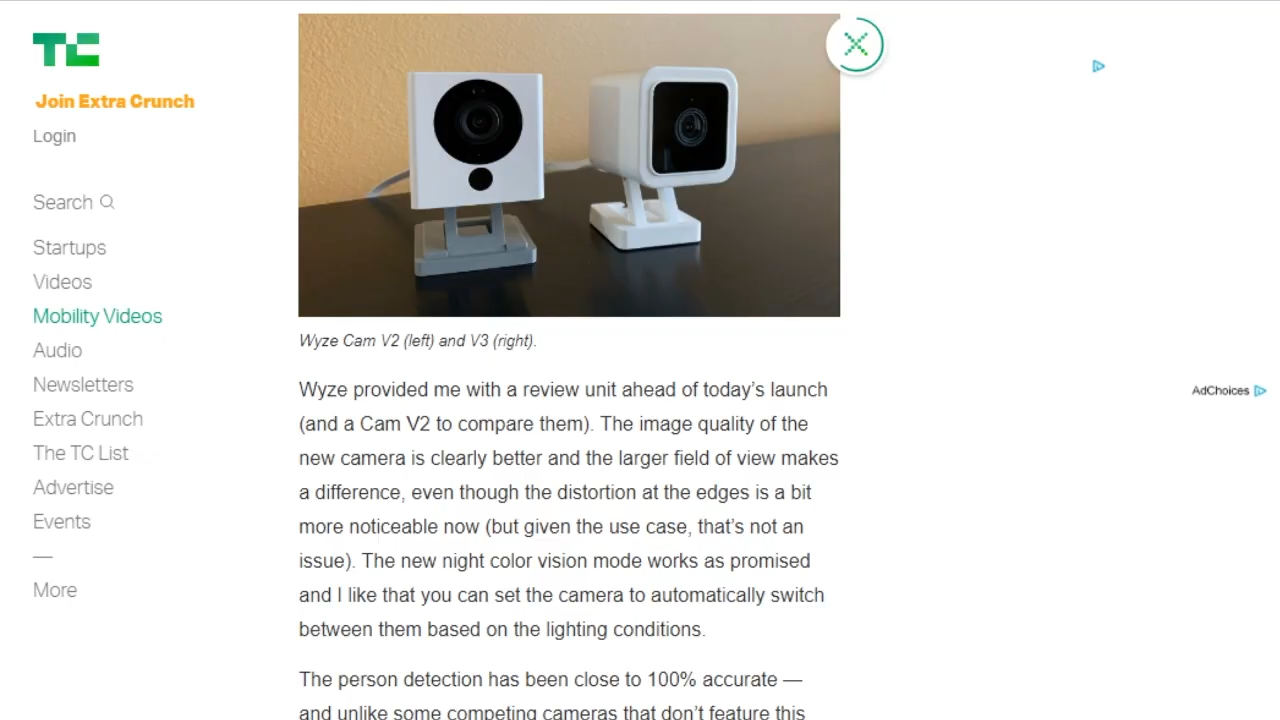 TC
Join Extra Crunch
Login
Search
Startups
Videos
Mobility Videos
Audio
Newsletters
Extra Crunch
The TC List
Advertise
Events
—
More
Wyze Cam V2 (left) and V3 (right).
Wyze provided me with a review unit ahead of today’s launch
(and a Cam V2 to compare them). The image quality of the
new camera is clearly better and the larger field of view makes
a difference, even though the distortion at the edges is a bit
more noticeable now (but given the use case, that’s not an
issue). The new night color vision mode works as promised
and I like that you can set the camera to automatically switch
between them based on the lighting conditions.
The person detection has been close to 100% accurate —
and unlike some competing cameras that don’t feature this
AdChoices